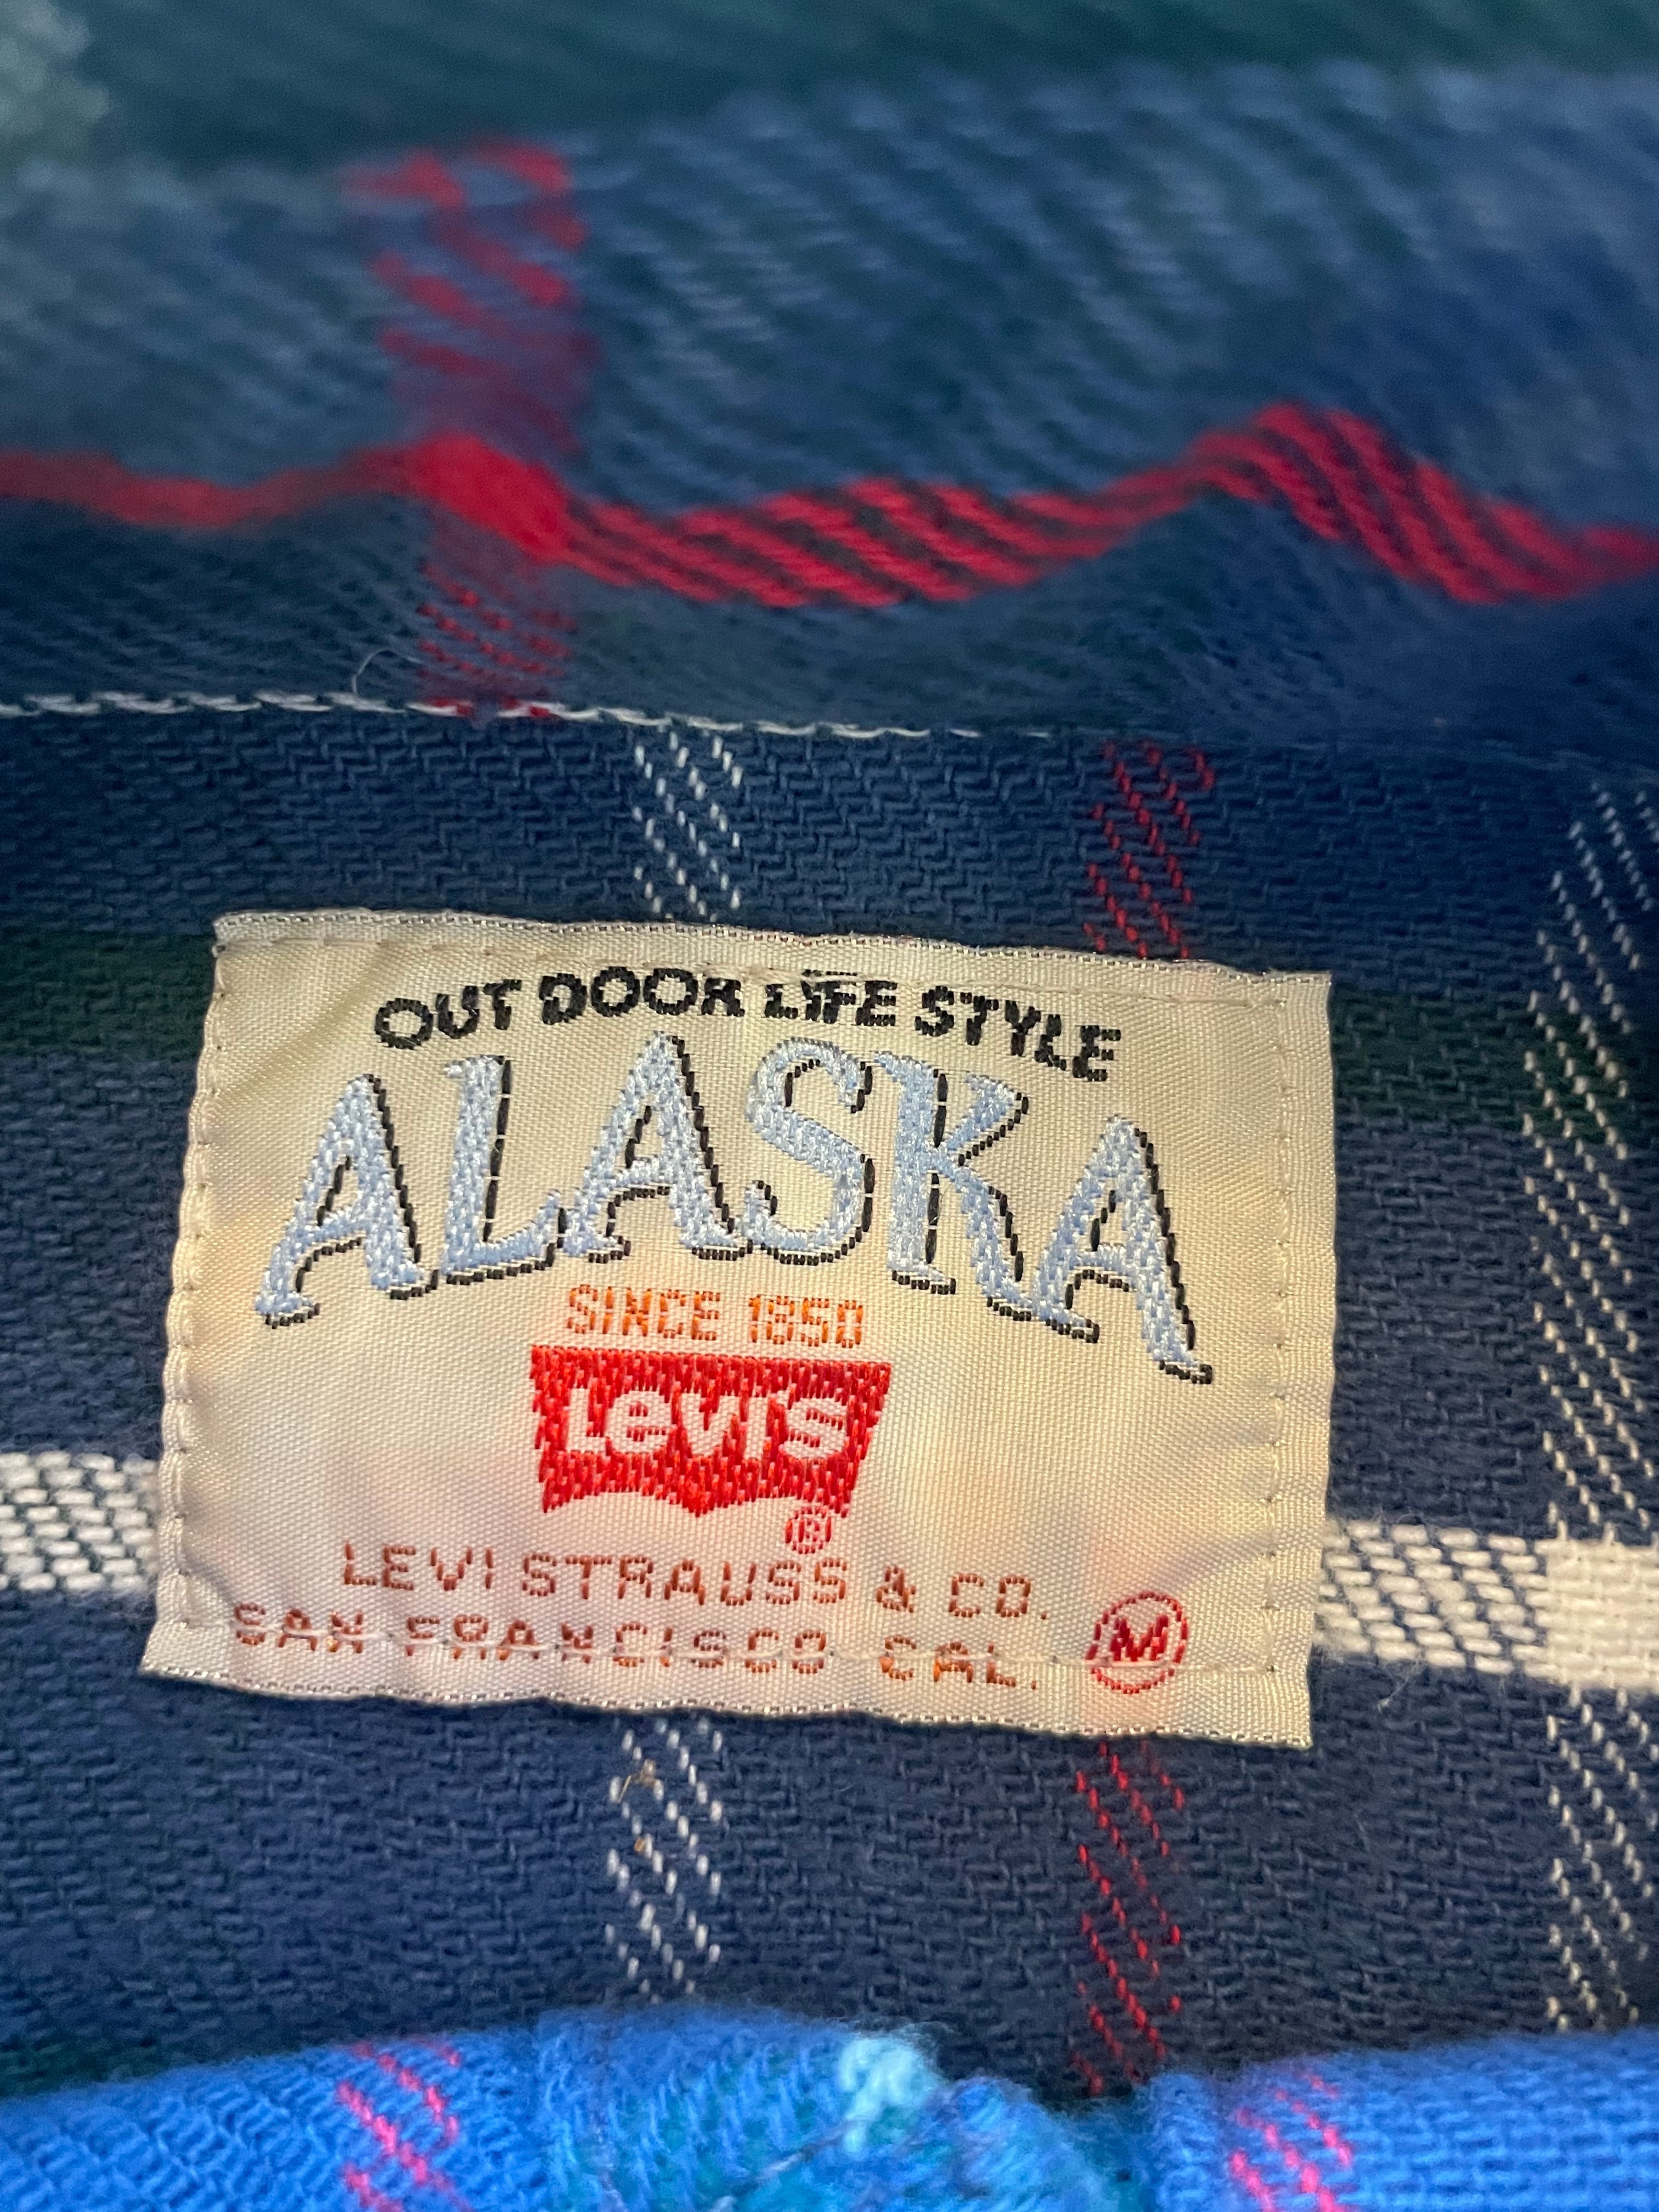 OUT DOOR LIFE STYLE
ALASKA
SINCE 1850
Levi's
®
LEVI STRAUSS & CO.
SAN FRANCISCO CAL. M